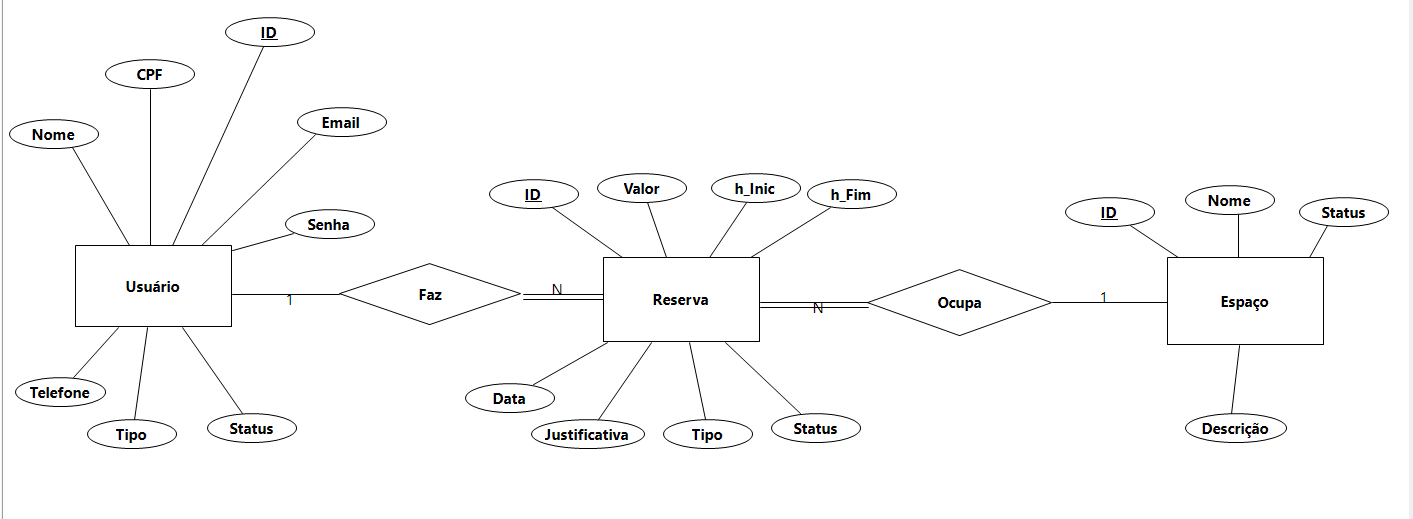 ID
CPF
Nome
Email
Senha
Usuário
Telefone
Tipo
Status
1
Faz
N
ID
Valor
h_Inic
h_Fim
Reserva
Data
Justificativa
Tipo
Status
N
Ocupa
1
ID
Nome
Status
Espaço
Descrição